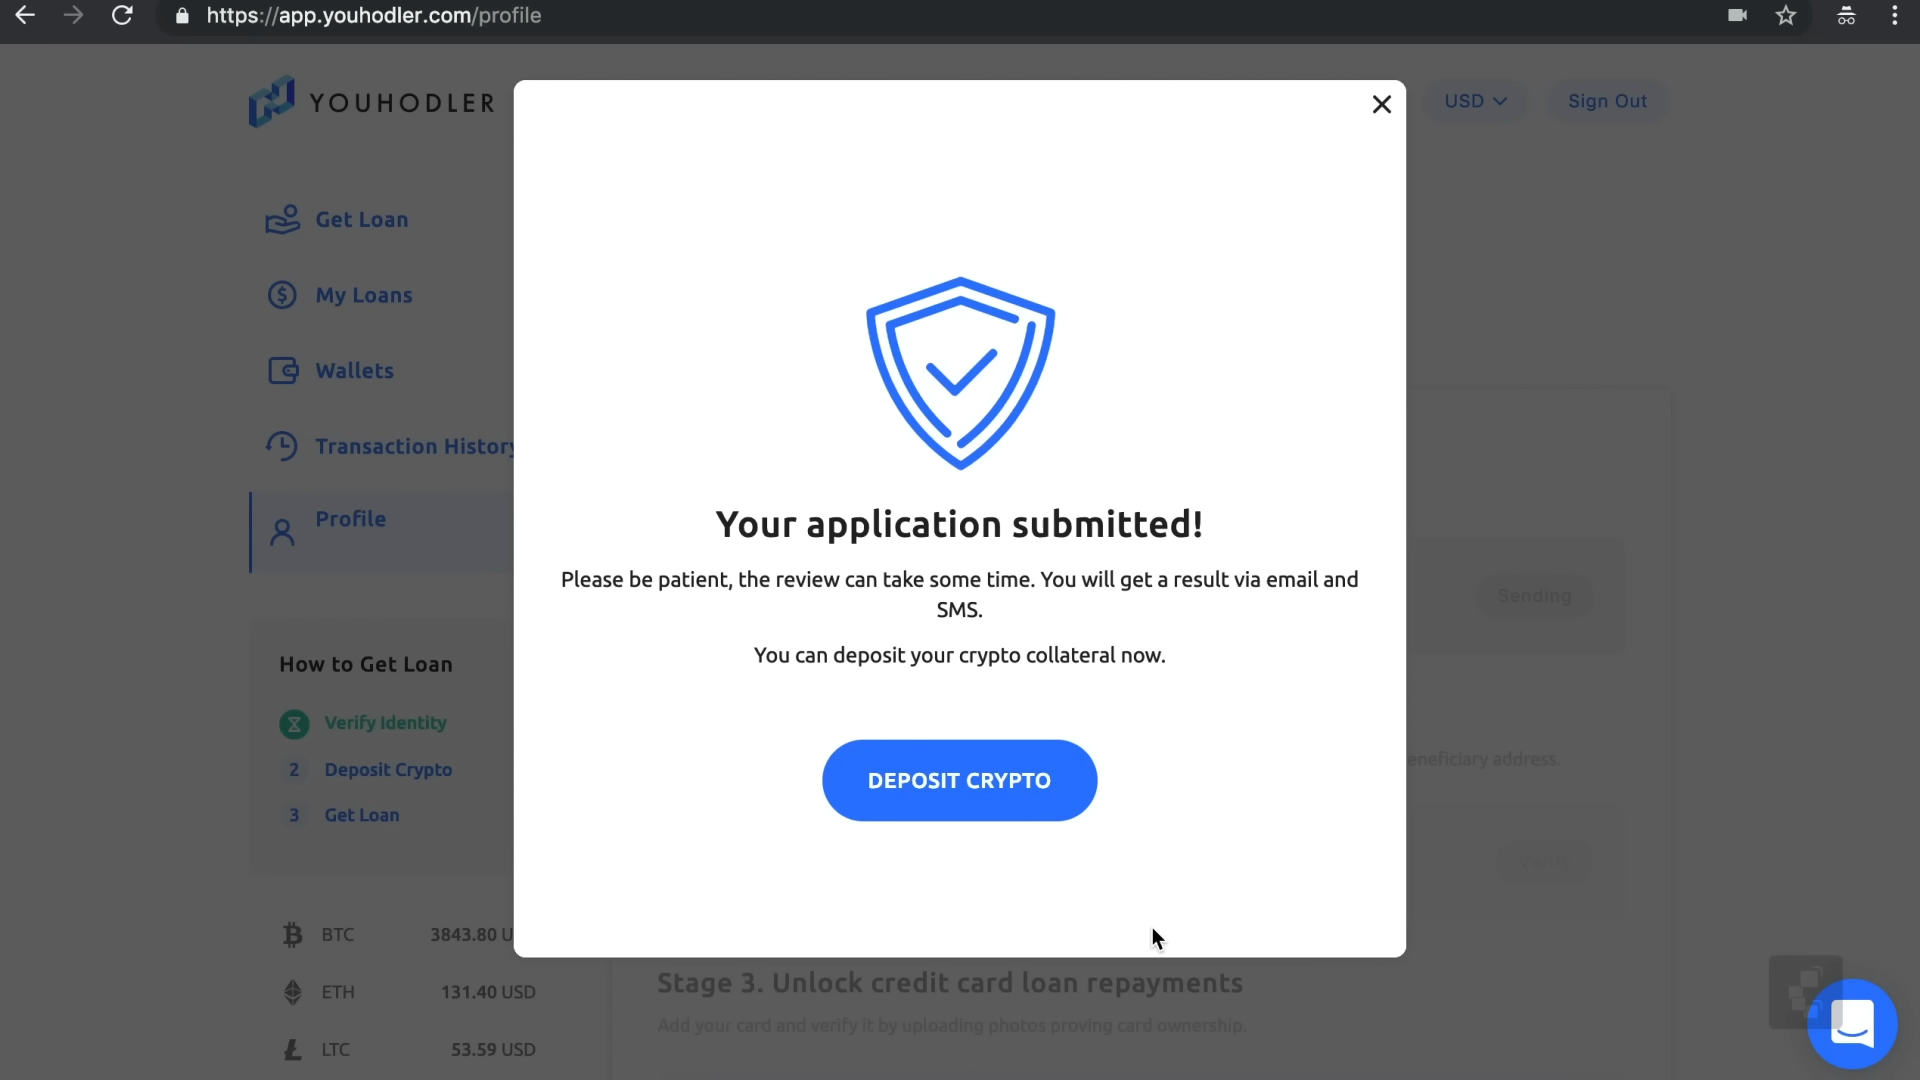 https://app.youhodler.com/profile
YOUHODLER
USD
Sign Out
Get Loan
My Loans
Wallets
Transaction History
Profile
How to Get Loan
Verify Identity
2 Deposit Crypto
3 Get Loan
BTC 3843.80 U
ETH 131.40 USD
LTC 53.59 USD
Your application submitted!
Please be patient, the review can take some time. You will get a result via email and
SMS.
You can deposit your crypto collateral now.
DEPOSIT CRYPTO
Sending
eneficiary address.
Verify
Stage 3. Unlock credit card loan repayments
Add your card and verify it by uploading photos proving card ownership.